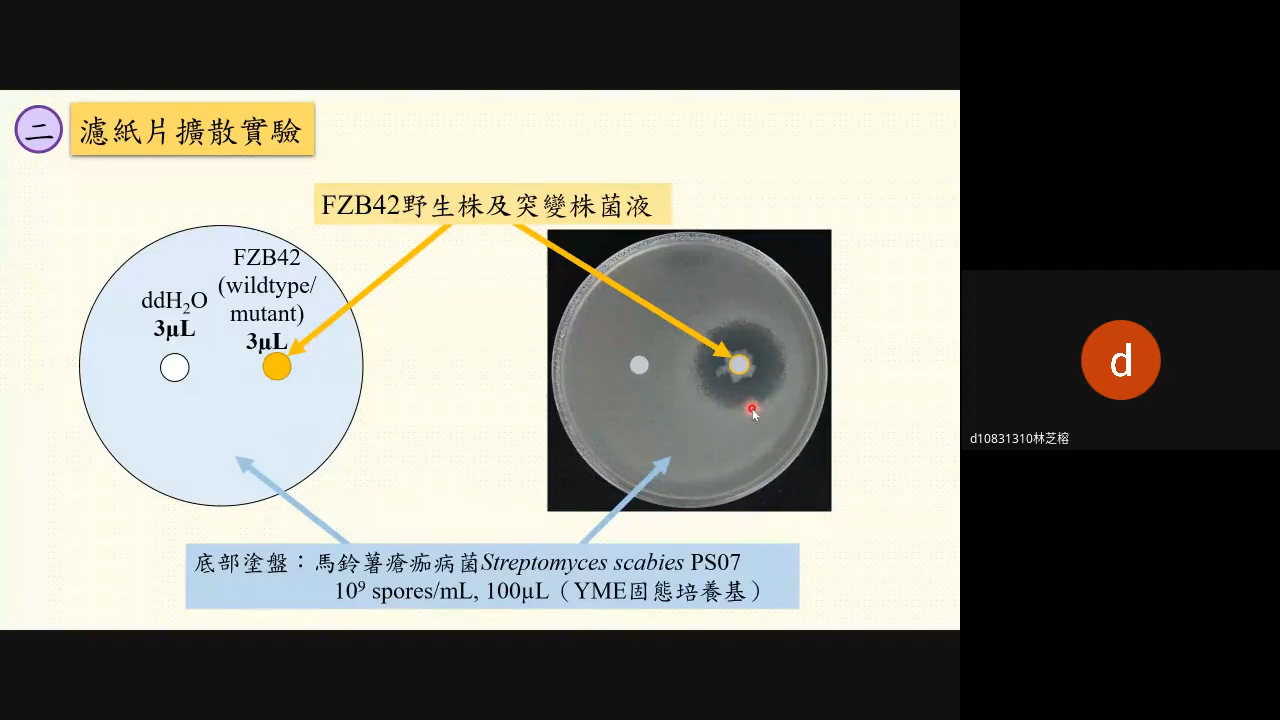 二 濾紙片擴散實驗
FZB42野生株及突變株菌液
FZB42
(wildtype/
mutant)
3μL
ddH₂O
3μL
底部塗盤：馬鈴薯瘡痂病菌Streptomyces scabies PS07
10⁹ spores/mL, 100μL（YME固態培養基）
d
d10831310林芝榕